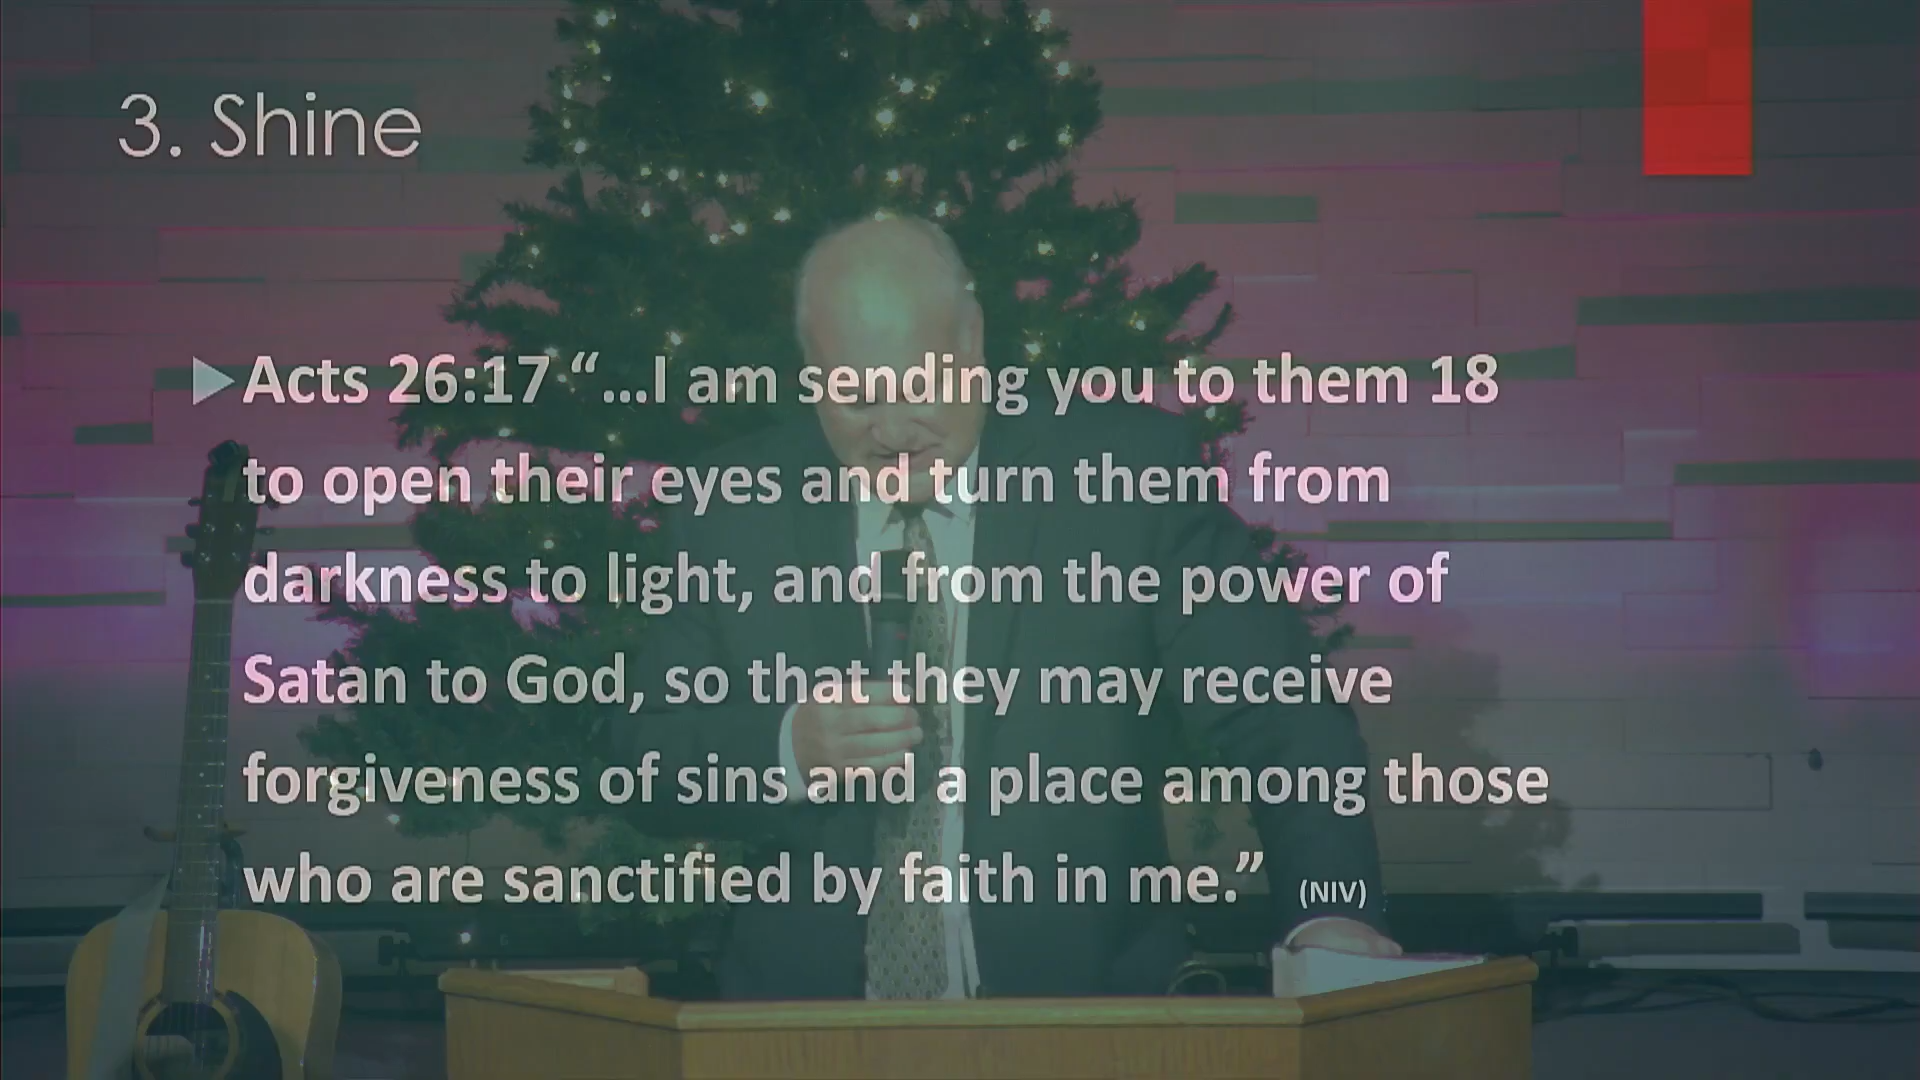 3. Shine
Acts 26:17 “...I am sending you to them 18
to open their eyes and turn them from
darkness to light, and from the power of
Satan to God, so that they may receive
forgiveness of sins and a place among those
who are sanctified by faith in me.” (NIV)